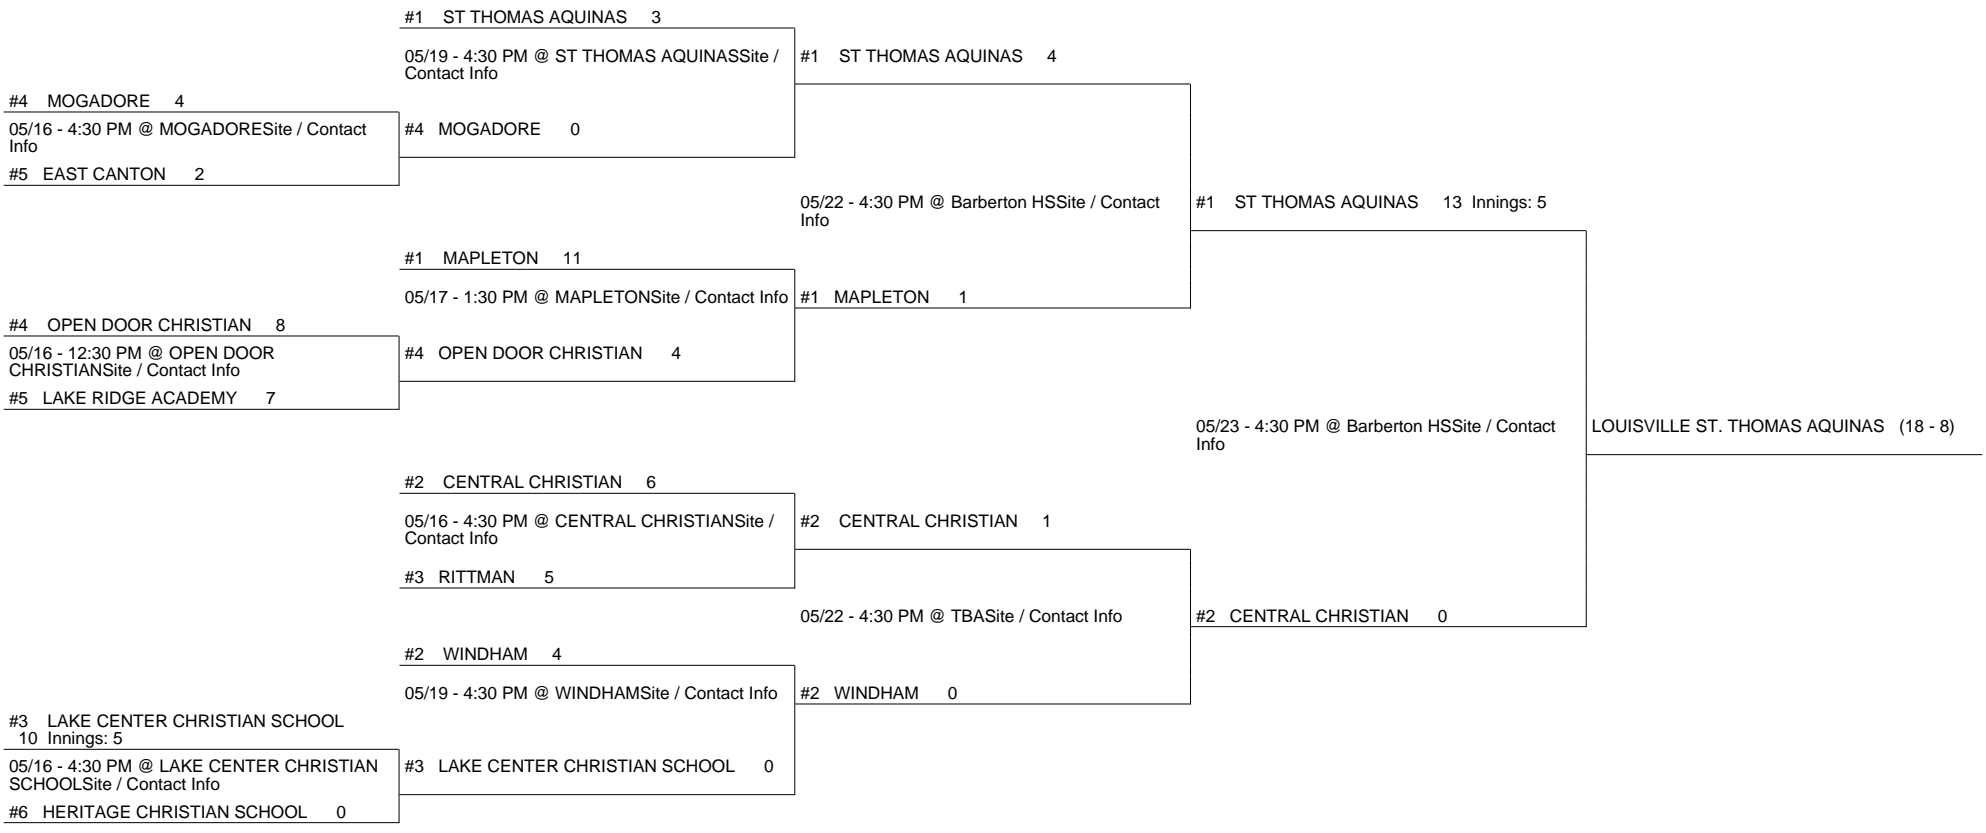 #1 ST THOMAS AQUINAS 3
05/19 - 4:30 PM @ ST THOMAS AQUINASSite /
Contact Info
#1 ST THOMAS AQUINAS 4
#4 MOGADORE 4
05/16 - 4:30 PM @ MOGADORESite / Contact
Info
#4 MOGADORE 0
#5 EAST CANTON 2
05/22 - 4:30 PM @ Barberton HSSite / Contact
Info
#1 ST THOMAS AQUINAS 13 Innings: 5
#1 MAPLETON 11
05/17 - 1:30 PM @ MAPLETONSite / Contact Info
#1 MAPLETON 1
#4 OPEN DOOR CHRISTIAN 8
05/16 - 12:30 PM @ OPEN DOOR
CHRISTIANSite / Contact Info
#4 OPEN DOOR CHRISTIAN 4
#5 LAKE RIDGE ACADEMY 7
05/23 - 4:30 PM @ Barberton HSSite / Contact
Info
LOUISVILLE ST. THOMAS AQUINAS (18 - 8)
#2 CENTRAL CHRISTIAN 6
05/16 - 4:30 PM @ CENTRAL CHRISTIANSite /
Contact Info
#2 CENTRAL CHRISTIAN 1
#3 RITTMAN 5
05/22 - 4:30 PM @ TBASite / Contact Info
#2 CENTRAL CHRISTIAN 0
#2 WINDHAM 4
05/19 - 4:30 PM @ WINDHAMSite / Contact Info
#2 WINDHAM 0
#3 LAKE CENTER CHRISTIAN SCHOOL
10 Innings: 5
05/16 - 4:30 PM @ LAKE CENTER CHRISTIAN
SCHOOLSite / Contact Info
#3 LAKE CENTER CHRISTIAN SCHOOL 0
#6 HERITAGE CHRISTIAN SCHOOL 0